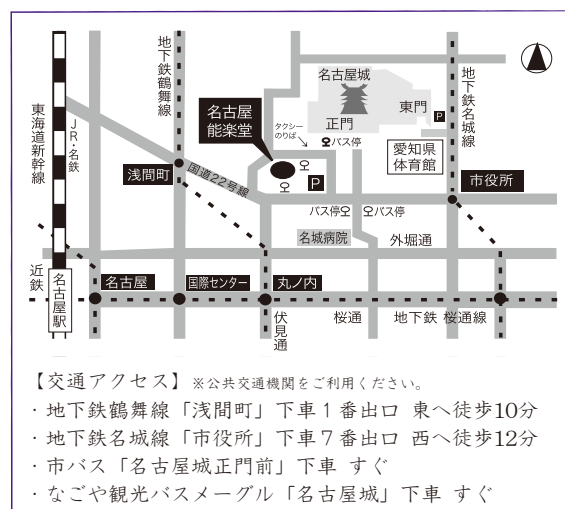 地下鉄鶴舞線
名古屋城
東門
P
地下鉄名城線
東海道新幹線
JR・名鉄
名古屋
能楽堂
タクシー
のりば
正門
バス停
愛知県
体育館
浅間町
国道22号線
P
市役所
バス停
バス停
名城病院
外堀通
近鉄
名古屋駅
名古屋
国際センター
丸ノ内
伏見通
桜通
地下鉄 桜通線
【交通アクセス】 ※公共交通機関をご利用ください。
・地下鉄鶴舞線「浅間町」下車1番出口 東へ徒歩10分
・地下鉄名城線「市役所」下車7番出口 西へ徒歩12分
・市バス「名古屋城正門前」下車 すぐ
・なごや観光バスメーグル「名古屋城」下車 すぐ